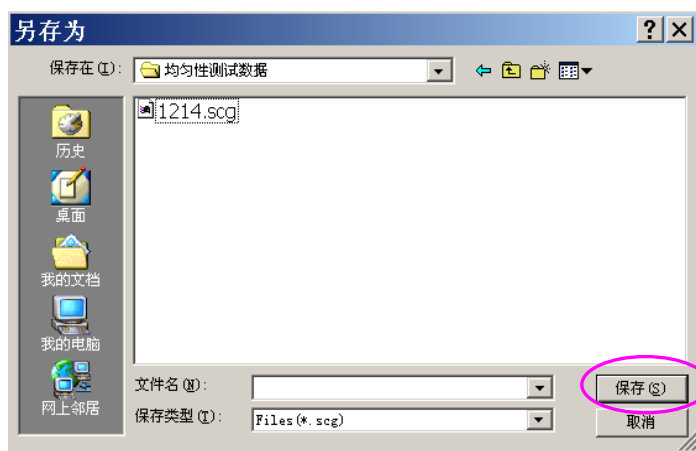 另存为
保存在(I): 均匀性测试数据
1214.scg
历史
桌面
我的文档
我的电脑
网上邻居
文件名(N):
保存(S)
保存类型(T): Files(*.scg)
取消